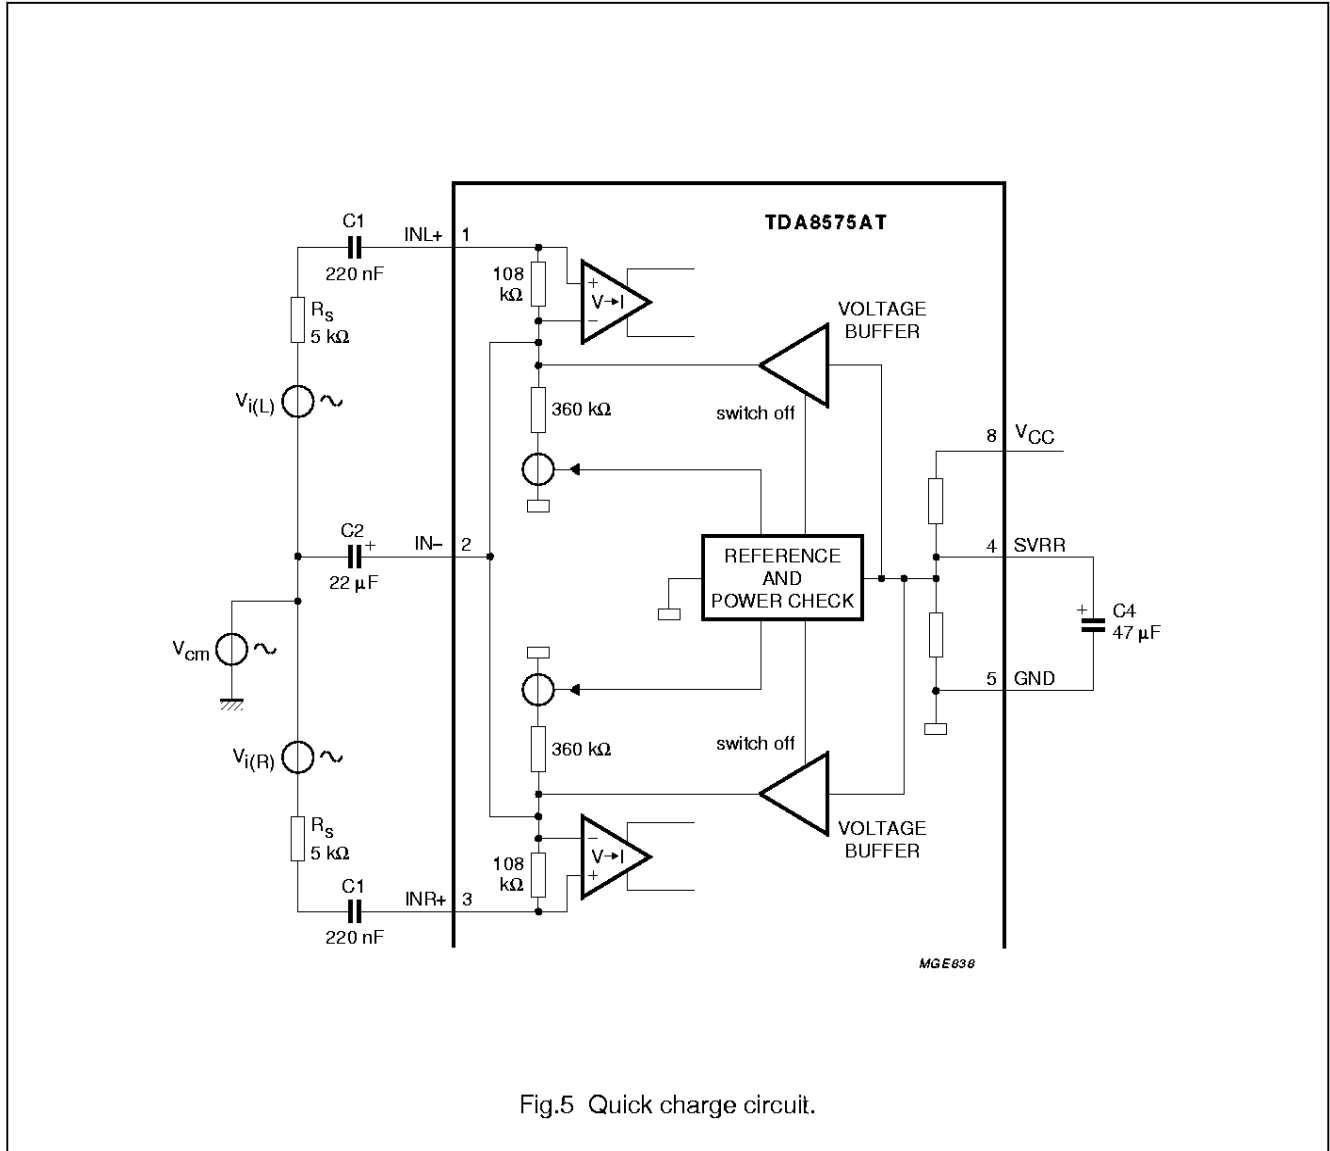 TDA8575AT
C1
INL+
1
220 nF
108
kΩ
+
V→I
−
Rs
5 kΩ
VOLTAGE
BUFFER
Vi(L)
360 kΩ
switch off
8
VCC
C2
+
IN−
2
22 μF
REFERENCE
AND
POWER CHECK
4
SVRR
+
C4
47 μF
Vcm
5
GND
Vi(R)
360 kΩ
switch off
Rs
5 kΩ
VOLTAGE
BUFFER
−
V→I
+
108
kΩ
C1
INR+
3
220 nF
MGE838
Fig.5 Quick charge circuit.